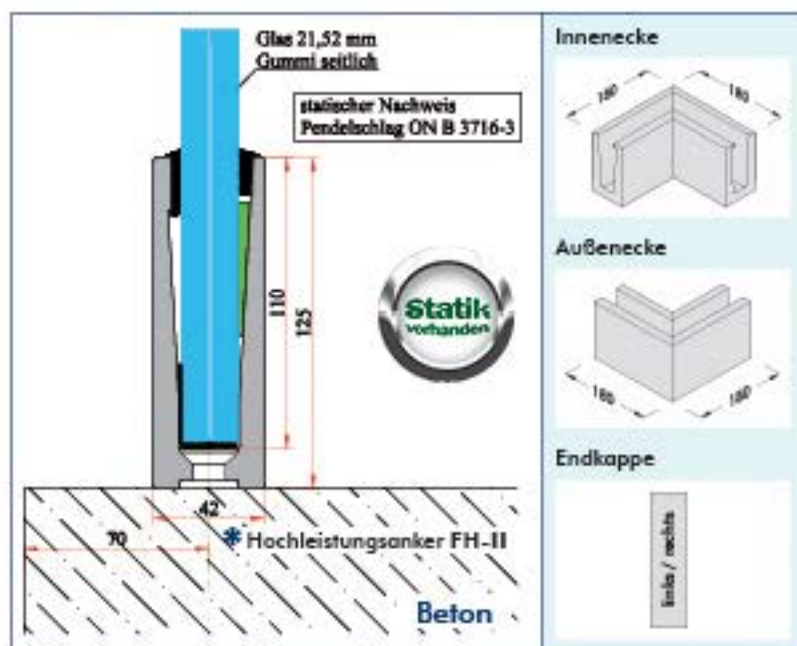 Glas 21,52 mm
Gummi seitlich
statischer Nachweis
Pendelschlag ON B 3716-3
110
125
Statik
vorhanden
42
70
* Hochleistungsanker FH-II
Beton
Innenecke
180
180
Außenecke
180
180
Endkappe
links / rechts